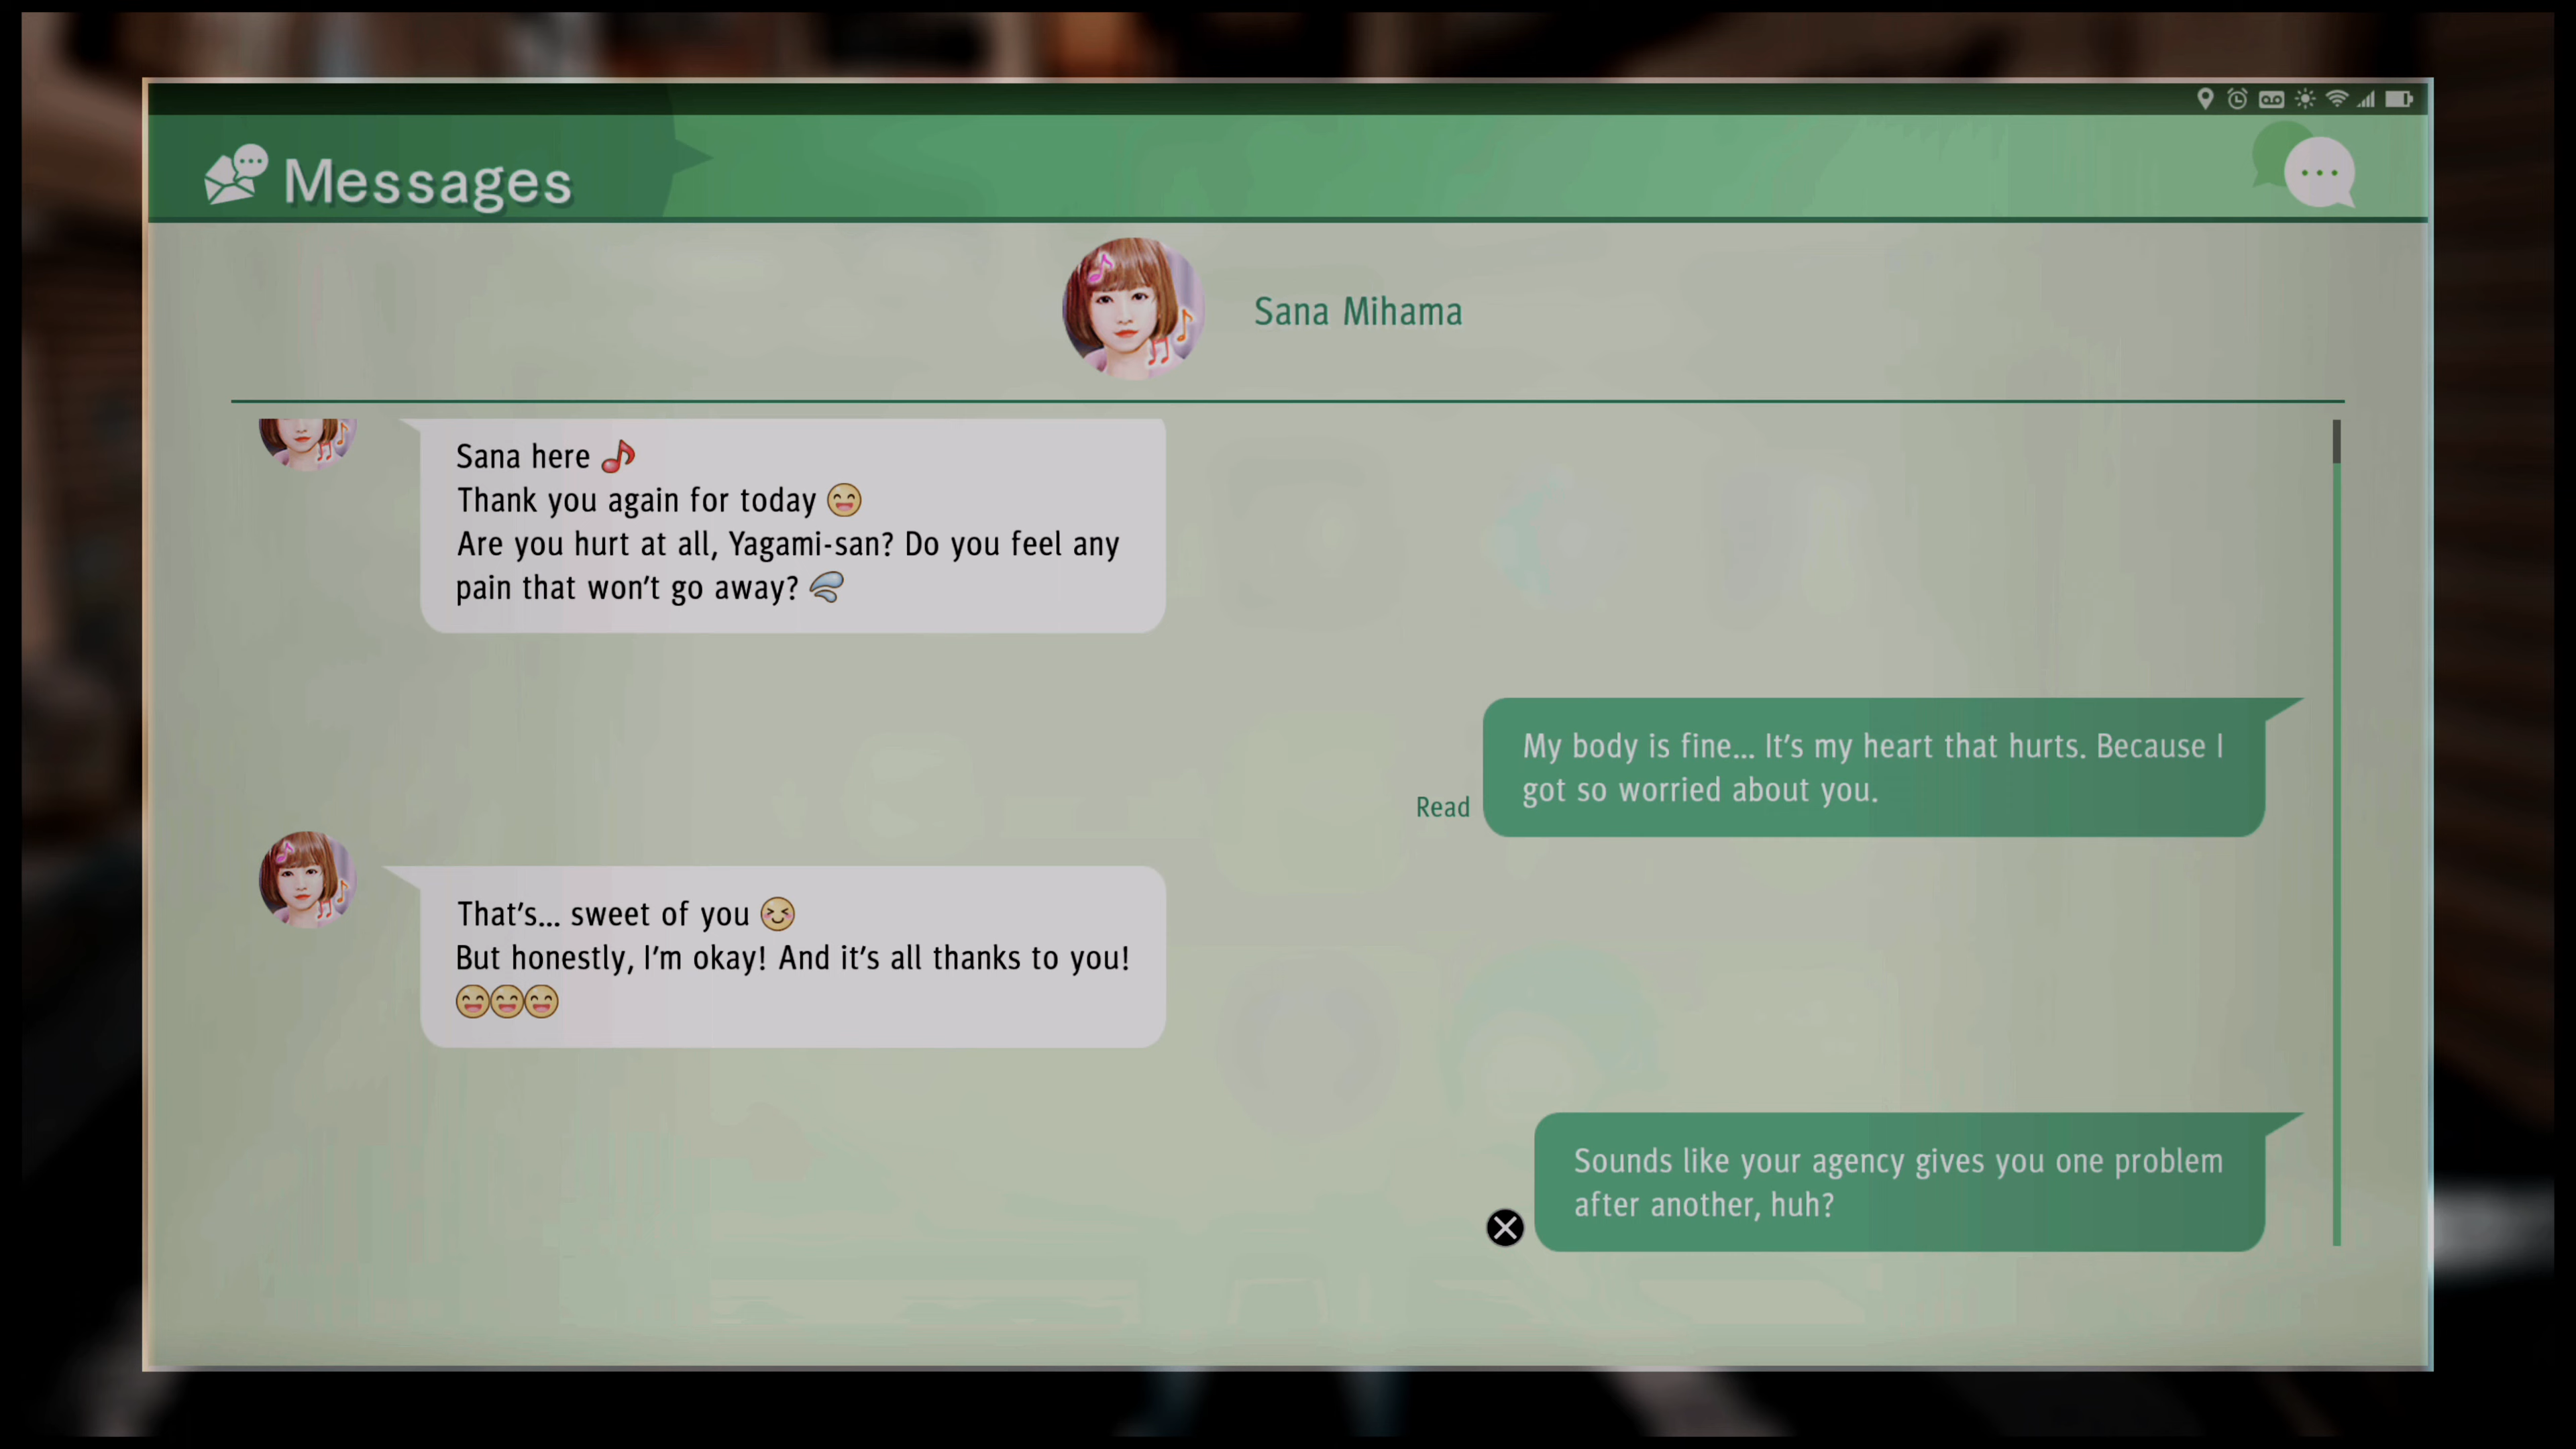 Messages
Sana Mihama
Sana here
Thank you again for today
Are you hurt at all, Yagami-san? Do you feel any
pain that won't go away?
My body is fine... It's my heart that hurts. Because I
got so worried about you.
Read
That's... sweet of you
But honestly, I'm okay! And it's all thanks to you!
Sounds like your agency gives you one problem
after another, huh?